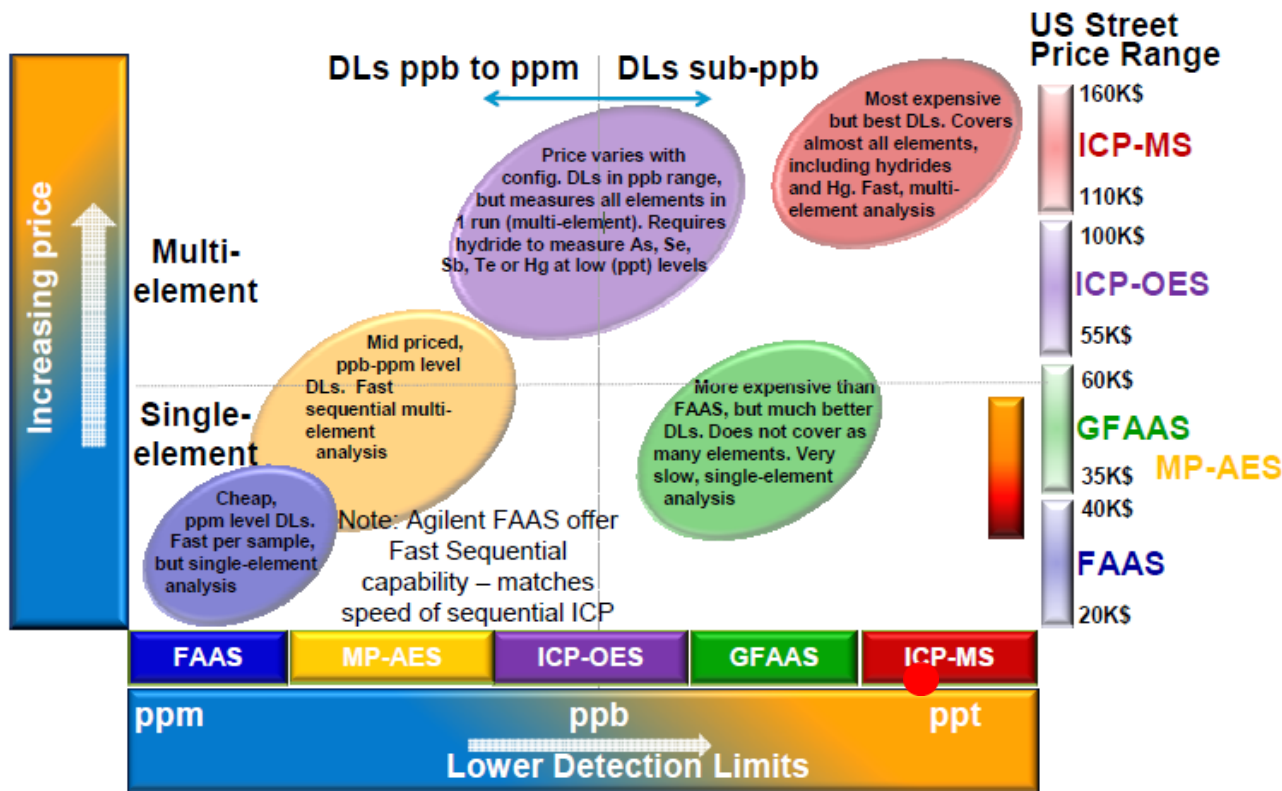 US Street
Price Range
DLs ppb to ppm
DLs sub-ppb
Increasing price
Multi-
element
Single-
element
Most expensive
but best DLs. Covers
almost all elements,
including hydrides
and Hg. Fast, multi-
element analysis
Price varies with
config. DLs in ppb range,
but measures all elements in
1 run (multi-element). Requires
hydride to measure As, Se,
Sb, Te or Hg at low (ppt) levels
Mid priced,
ppb-ppm level
DLs. Fast
sequential multi-
element
analysis
More expensive than
FAAS, but much better
DLs. Does not cover as
many elements. Very
slow, single-element
analysis
Cheap,
ppm level DLs.
Fast per sample,
but single-element
analysis
Note: Agilent FAAS offer
Fast Sequential
capability – matches
speed of sequential ICP
160K$
ICP-MS
110K$
100K$
ICP-OES
55K$
60K$
GFAAS
MP-AES
35K$
40K$
FAAS
20K$
FAAS
MP-AES
ICP-OES
GFAAS
ICP-MS
ppm
ppb
ppt
Lower Detection Limits